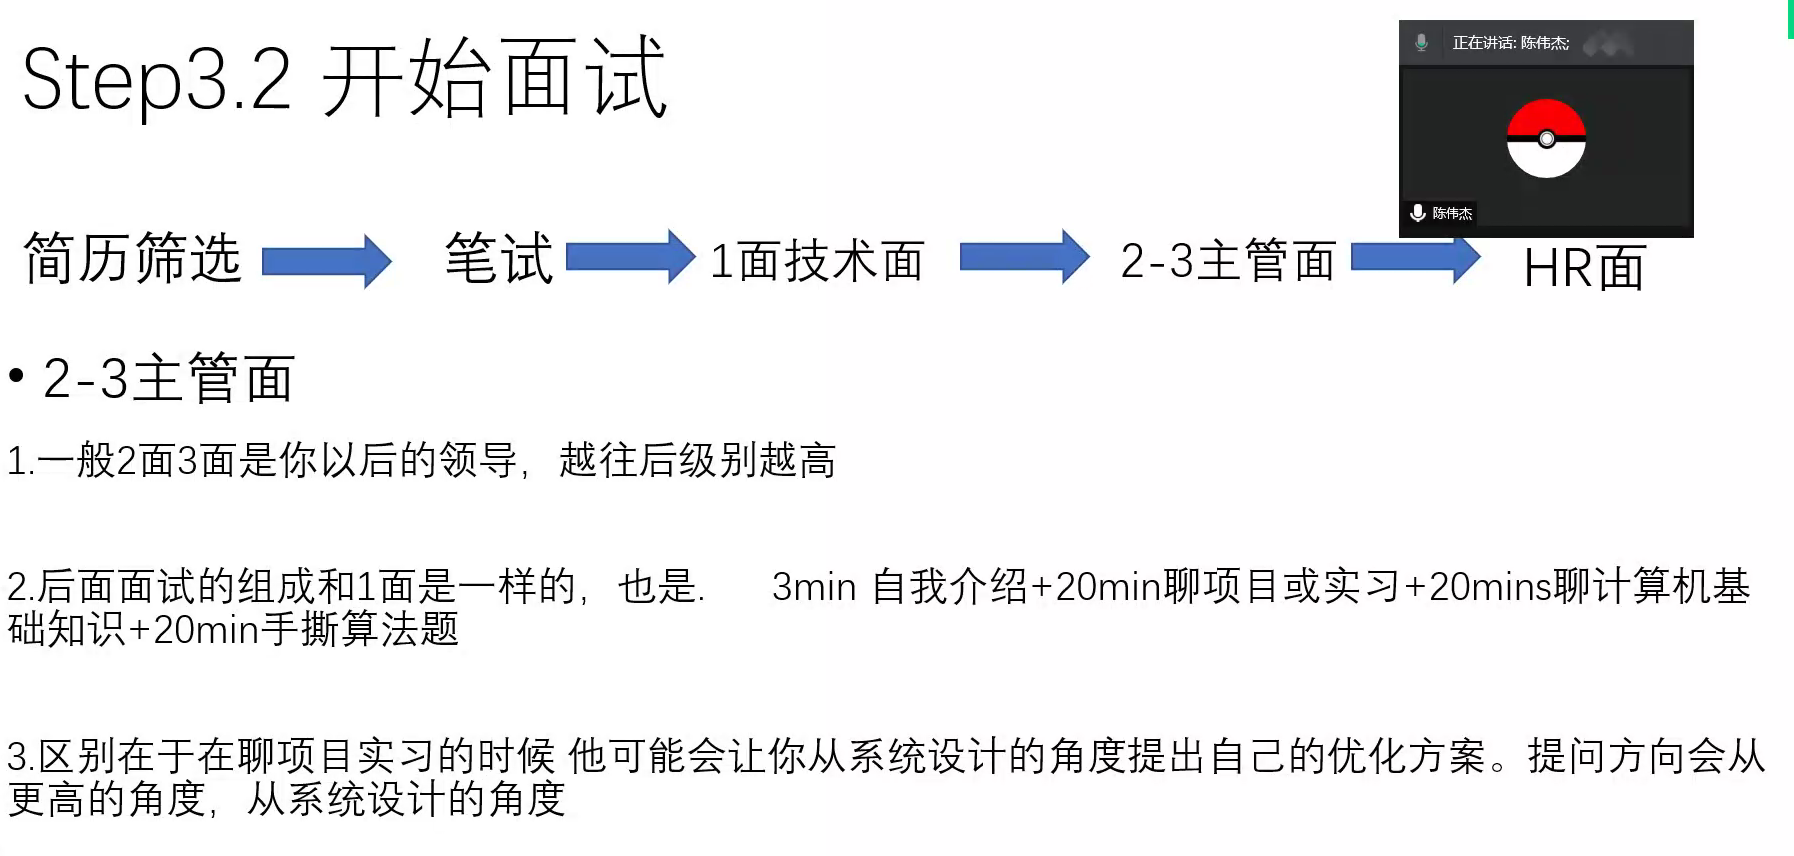 Step3.2 开始面试
正在讲话: 陈伟杰;
陈伟杰
简历筛选 笔试 1面技术面 2-3主管面 HR面
• 2-3主管面
1.一般2面3面是你以后的领导，越往后级别越高
2.后面面试的组成和1面是一样的，也是. 3min 自我介绍+20min聊项目或实习+20mins聊计算机基
础知识+20min手撕算法题
3.区别在于在聊项目实习的时候 他可能会让你从系统设计的角度提出自己的优化方案。提问方向会从
更高的角度，从系统设计的角度